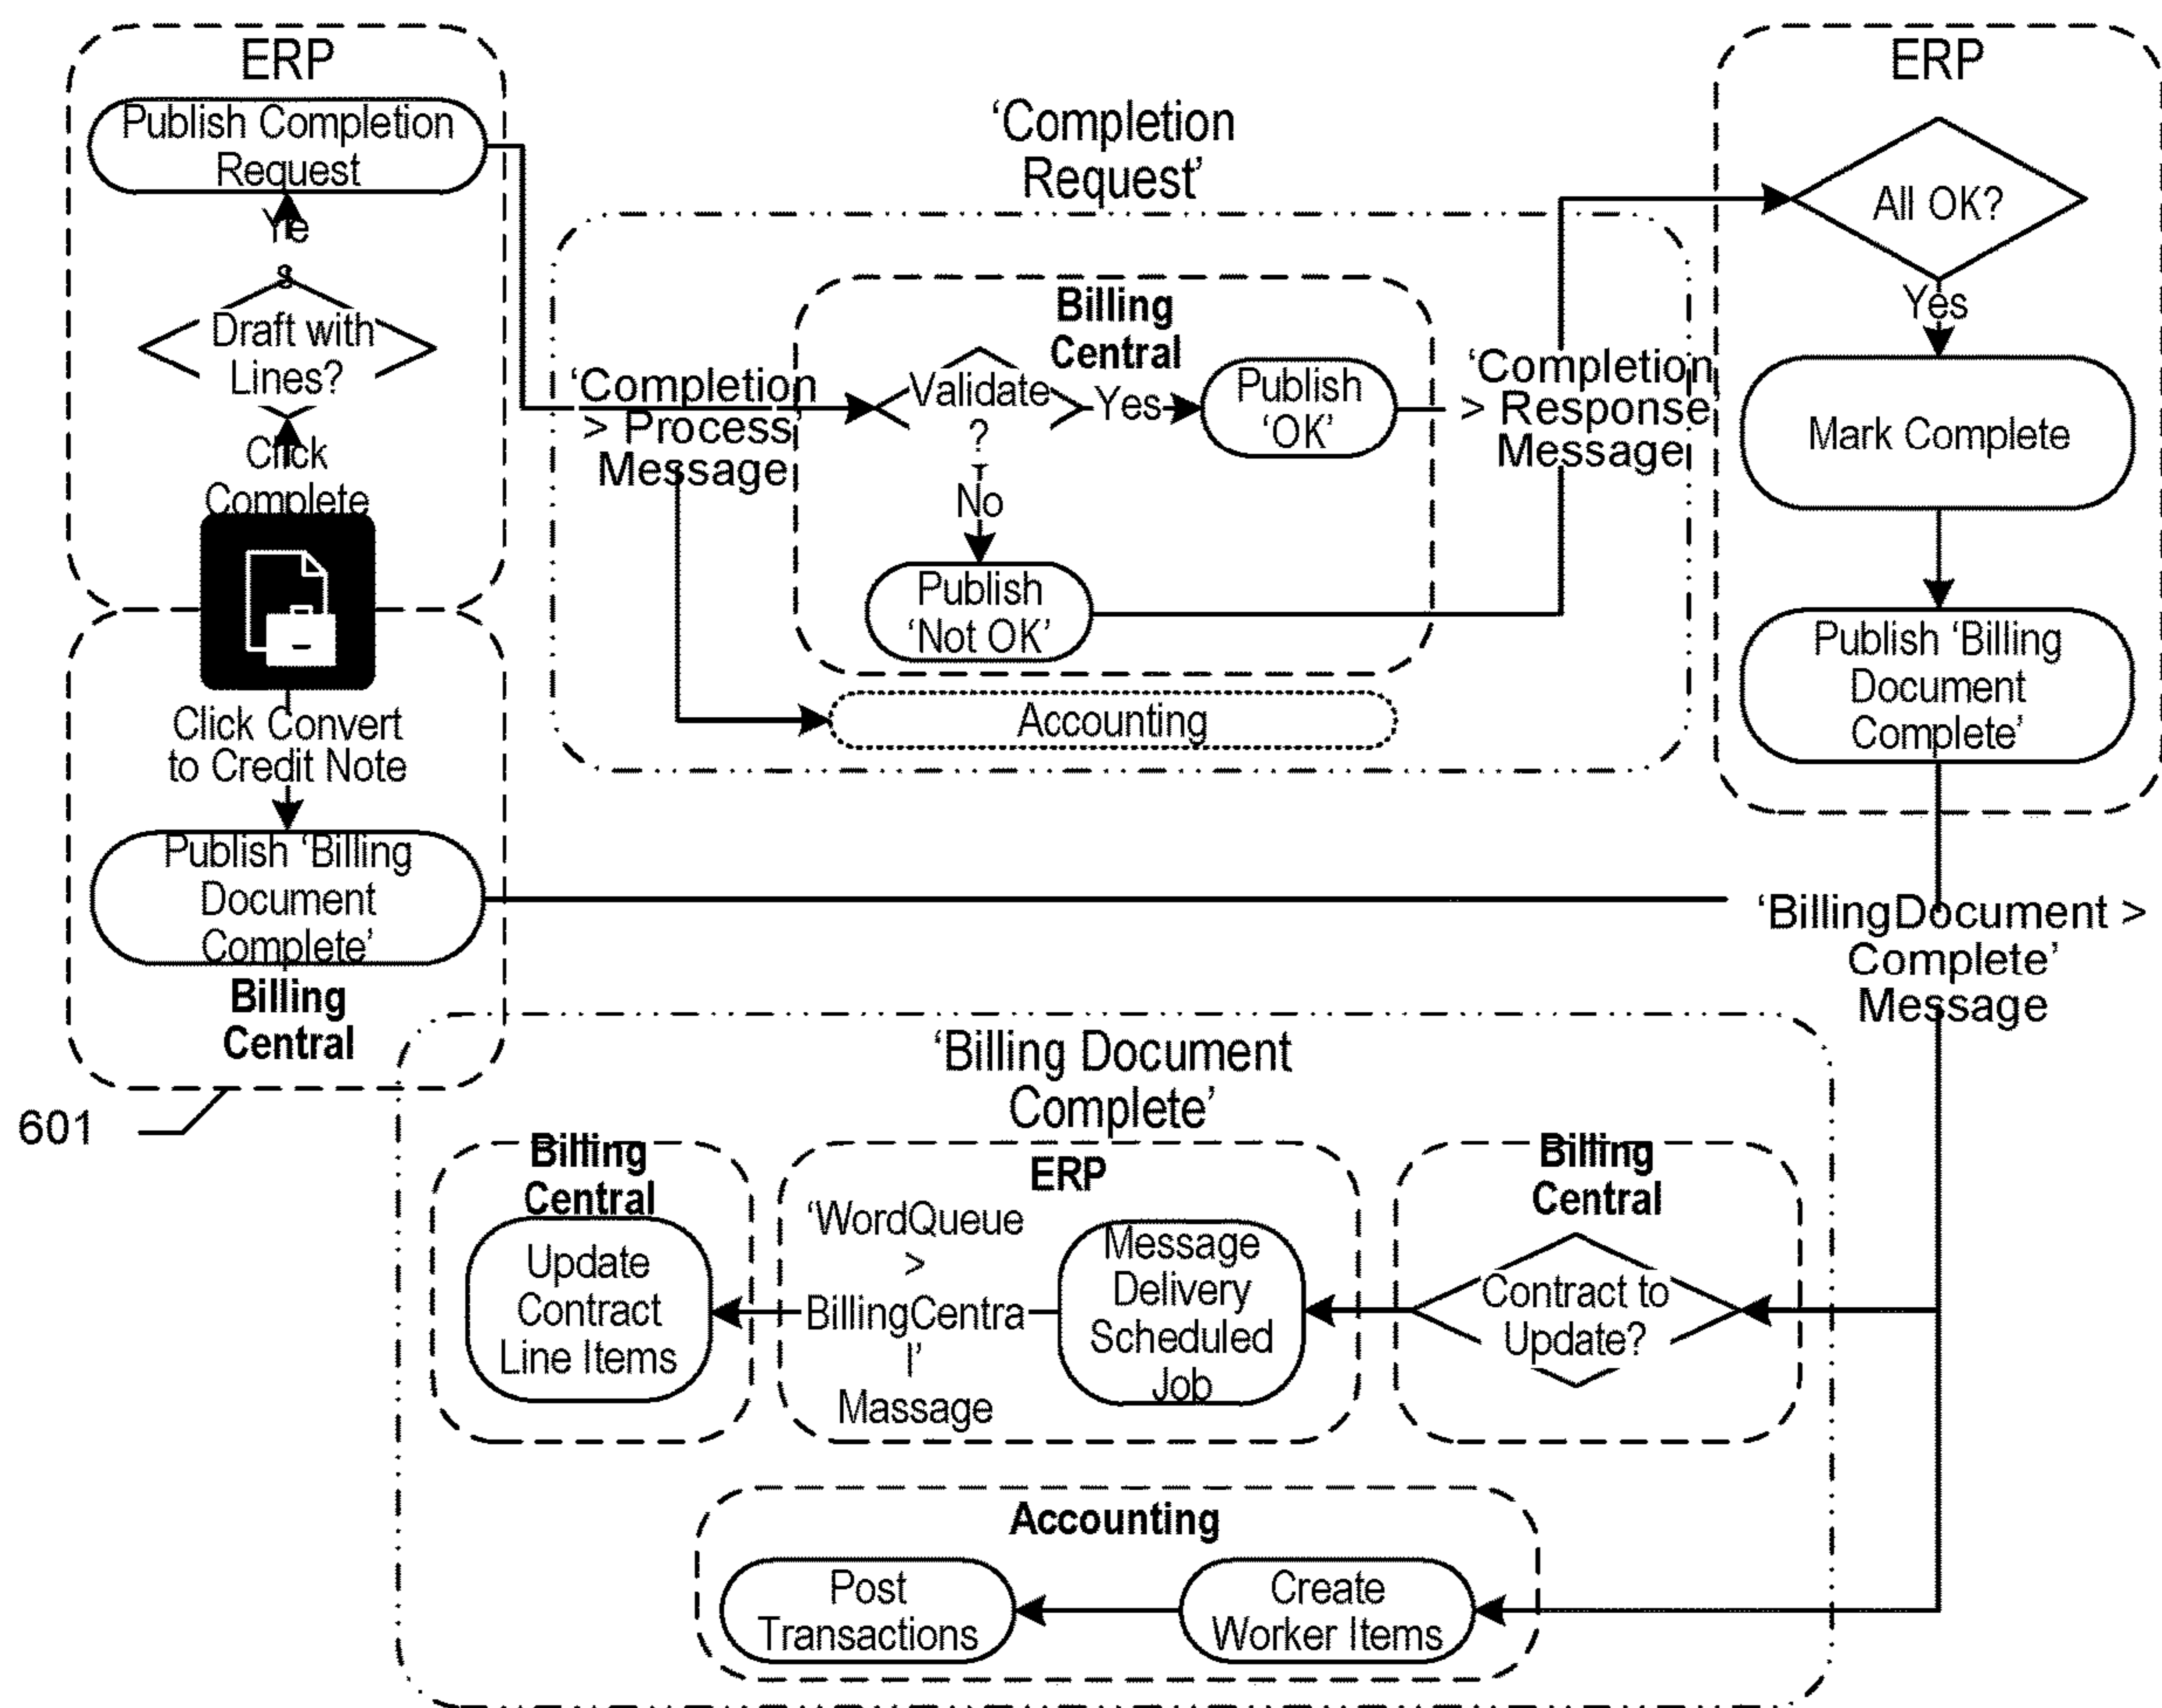 ERP
Publish Completion
Request
Yes
Draft with
Lines?
Click
Complete
Click Convert
to Credit Note
Publish 'Billing
Document
Complete'
Billing
Central
601
'Completion
Request'
'Completion
> Process'
Message
Billing
Central
Validate
?
Yes
Publish
'OK'
No
Publish
'Not OK'
Accounting
'Completion
> Response
Message
ERP
All OK?
Yes
Mark Complete
Publish 'Billing
Document
Complete'
'BillingDocument >
Complete'
Message
'Billing Document
Complete'
Billing
Central
Update
Contract
Line Items
ERP
'WordQueue
>
BillingCentra
l'
Massage
Message
Delivery
Scheduled
Job
Billing
Central
Contract to
Update?
Accounting
Post
Transactions
Create
Worker Items